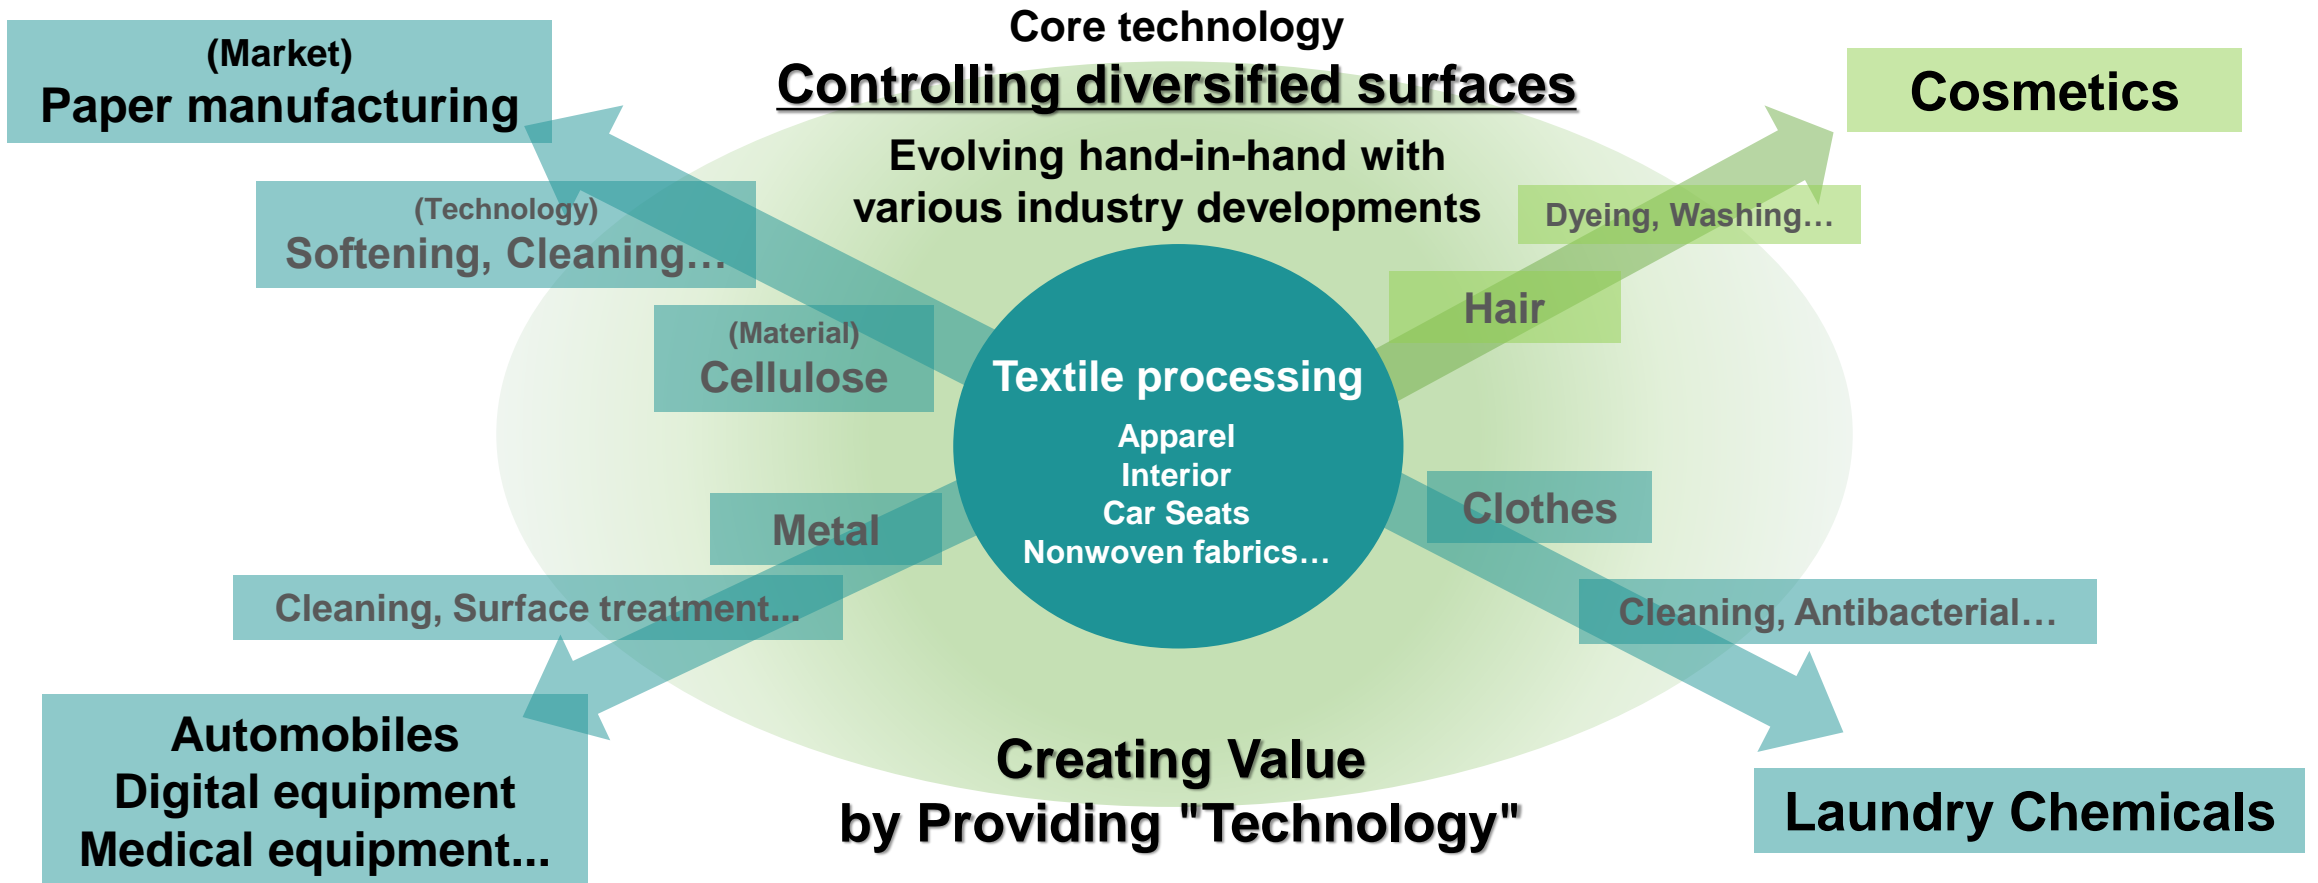 Core technology
Controlling diversified surfaces
Evolving hand-in-hand with
various industry developments
(Market)
Paper manufacturing
(Technology)
Softening, Cleaning…
(Material)
Cellulose
Cosmetics
Dyeing, Washing…
Hair
Textile processing
Apparel
Interior
Car Seats
Nonwoven fabrics…
Metal
Cleaning, Surface treatment...
Automobiles
Digital equipment
Medical equipment...
Clothes
Cleaning, Antibacterial…
Laundry Chemicals
Creating Value
by Providing "Technology"